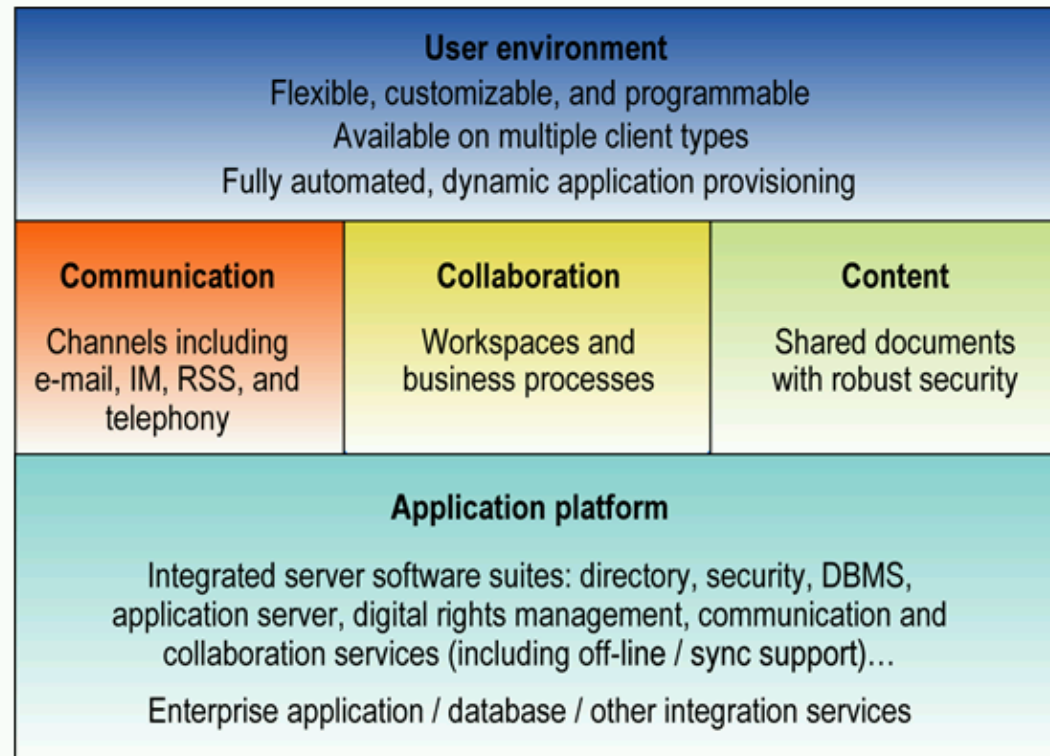 User environment
Flexible, customizable, and programmable
Available on multiple client types
Fully automated, dynamic application provisioning
Communication
Channels including
e-mail, IM, RSS, and
telephony
Collaboration
Workspaces and
business processes
Content
Shared documents
with robust security
Application platform
Integrated server software suites: directory, security, DBMS,
application server, digital rights management, communication and
collaboration services (including off-line / sync support)…
Enterprise application / database / other integration services